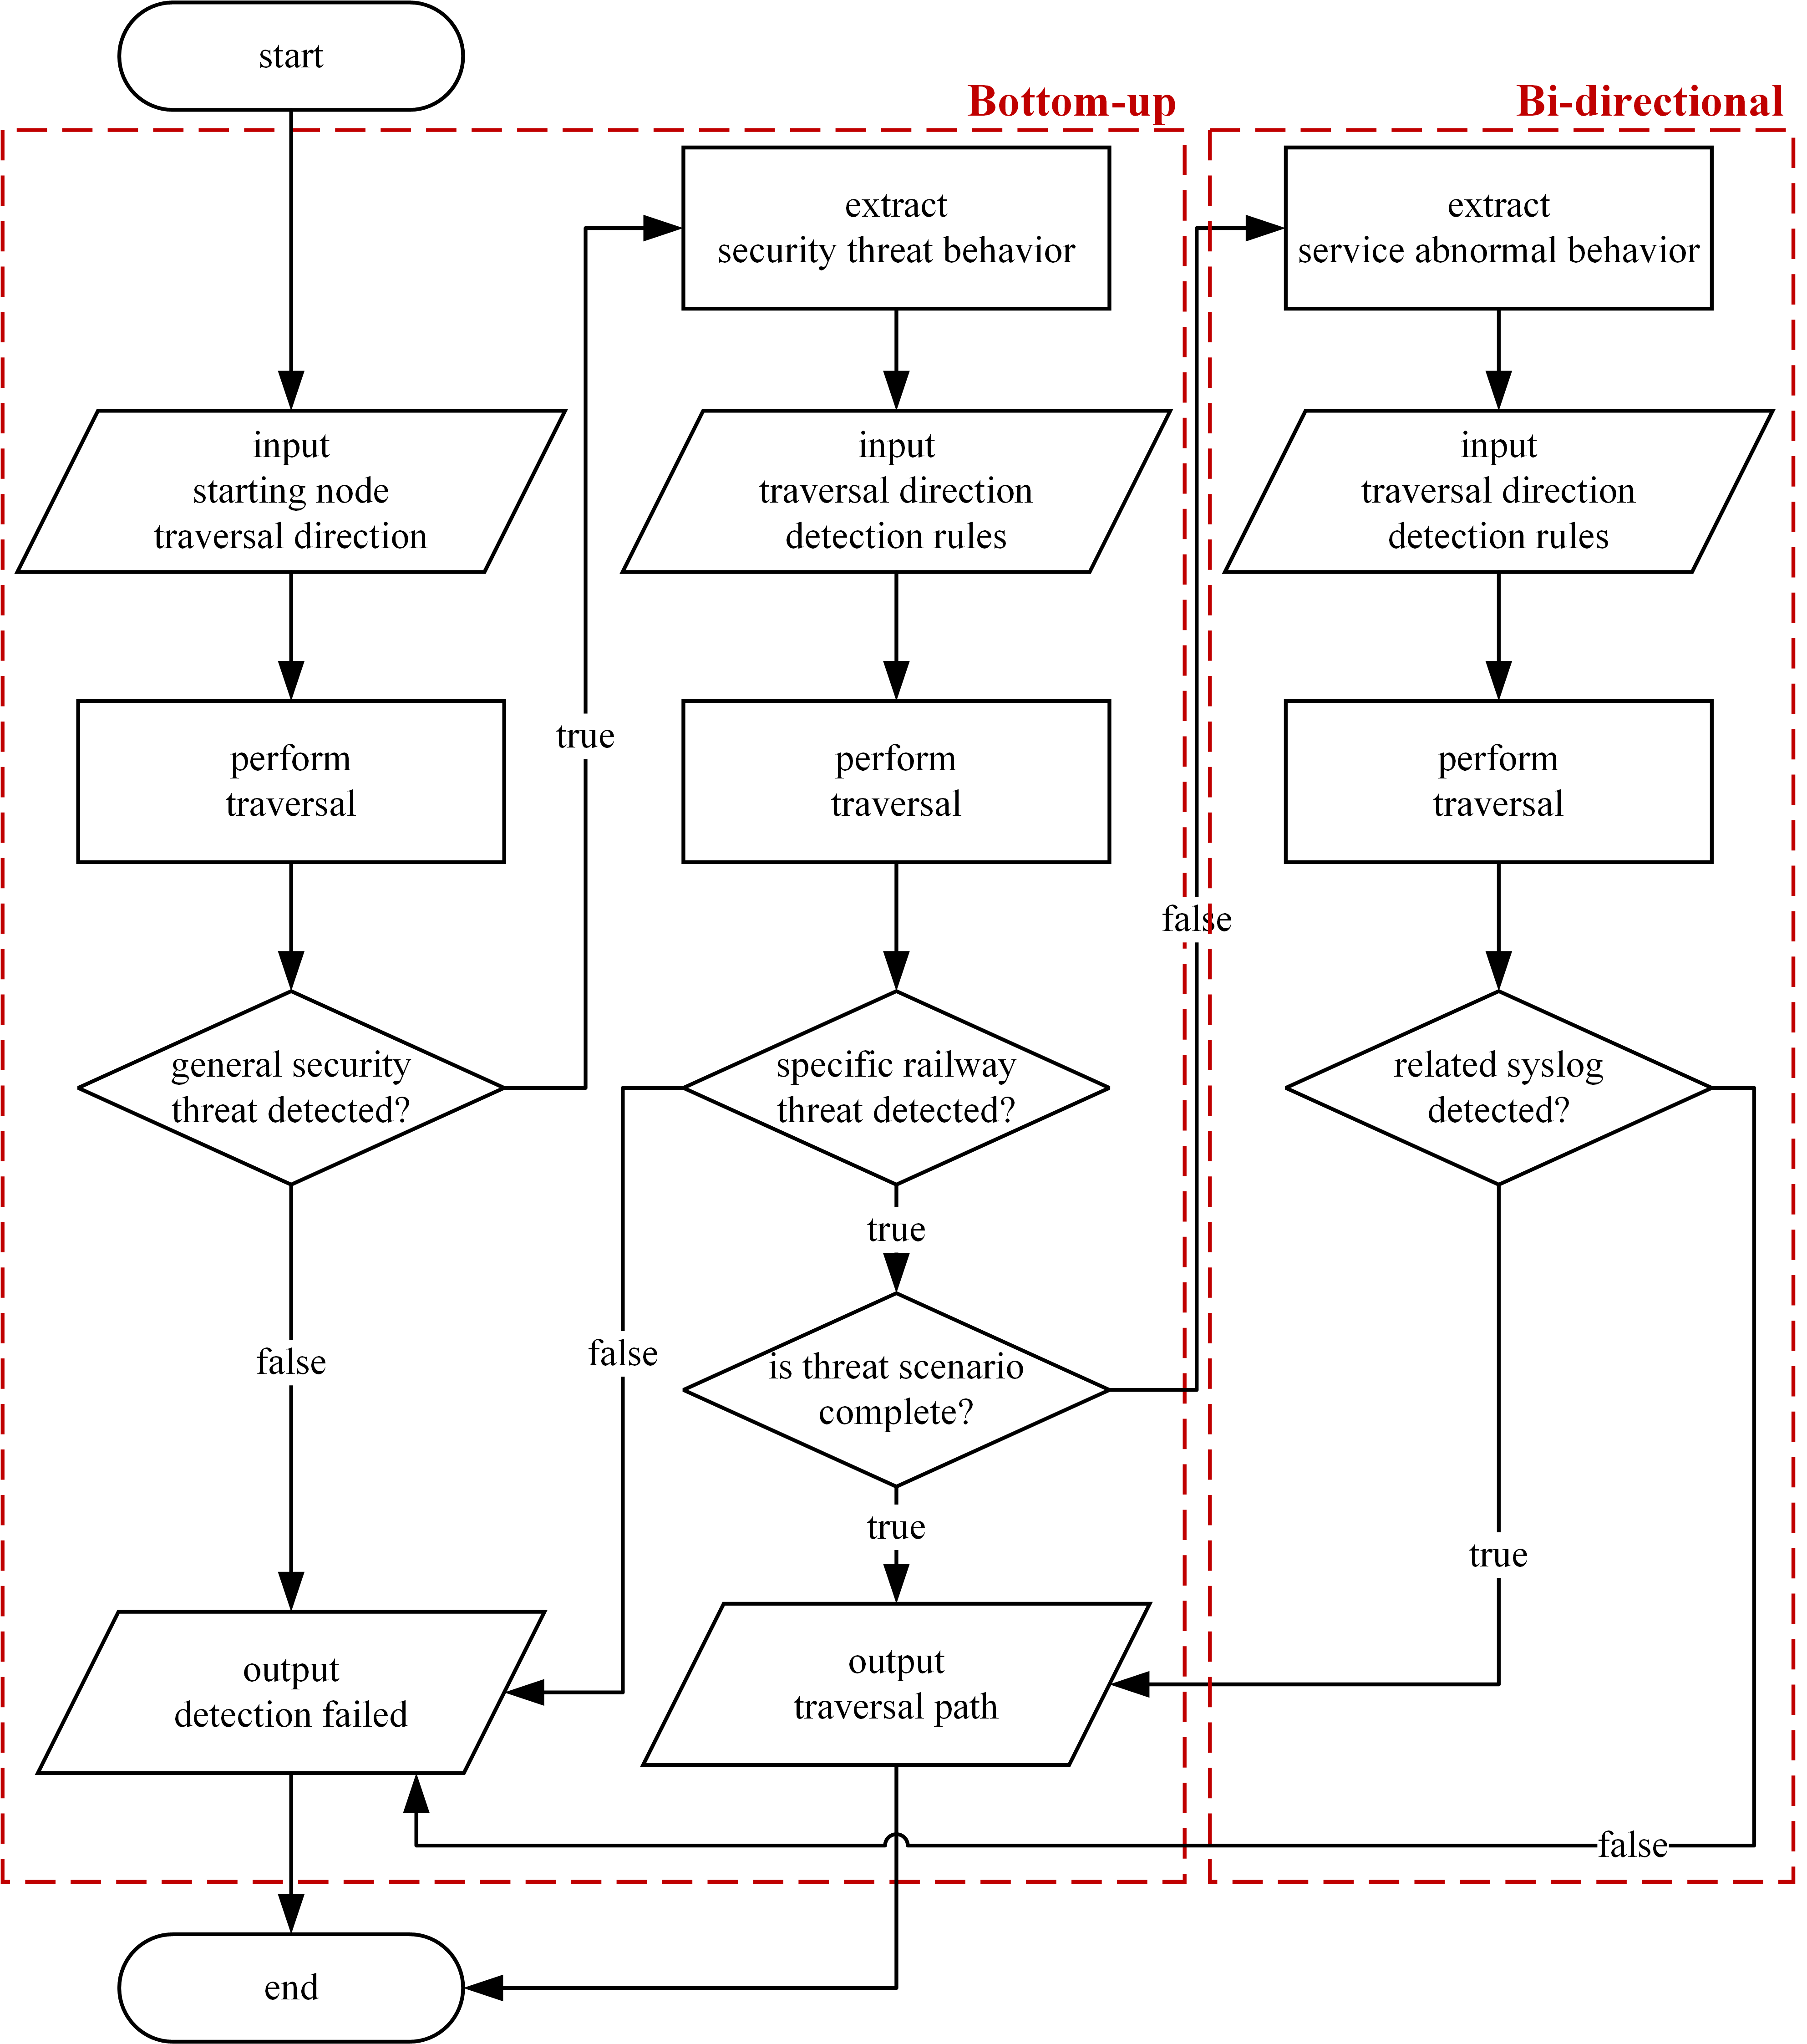 start
Bottom-up
Bi-directional
extract
security threat behavior
extract
service abnormal behavior
input
starting node
traversal direction
input
traversal direction
detection rules
input
traversal direction
detection rules
perform
traversal
true
perform
traversal
perform
traversal
false
general security
threat detected?
specific railway
threat detected?
related syslog
detected?
true
false
false
is threat scenario
complete?
true
true
output
detection failed
output
traversal path
false
end